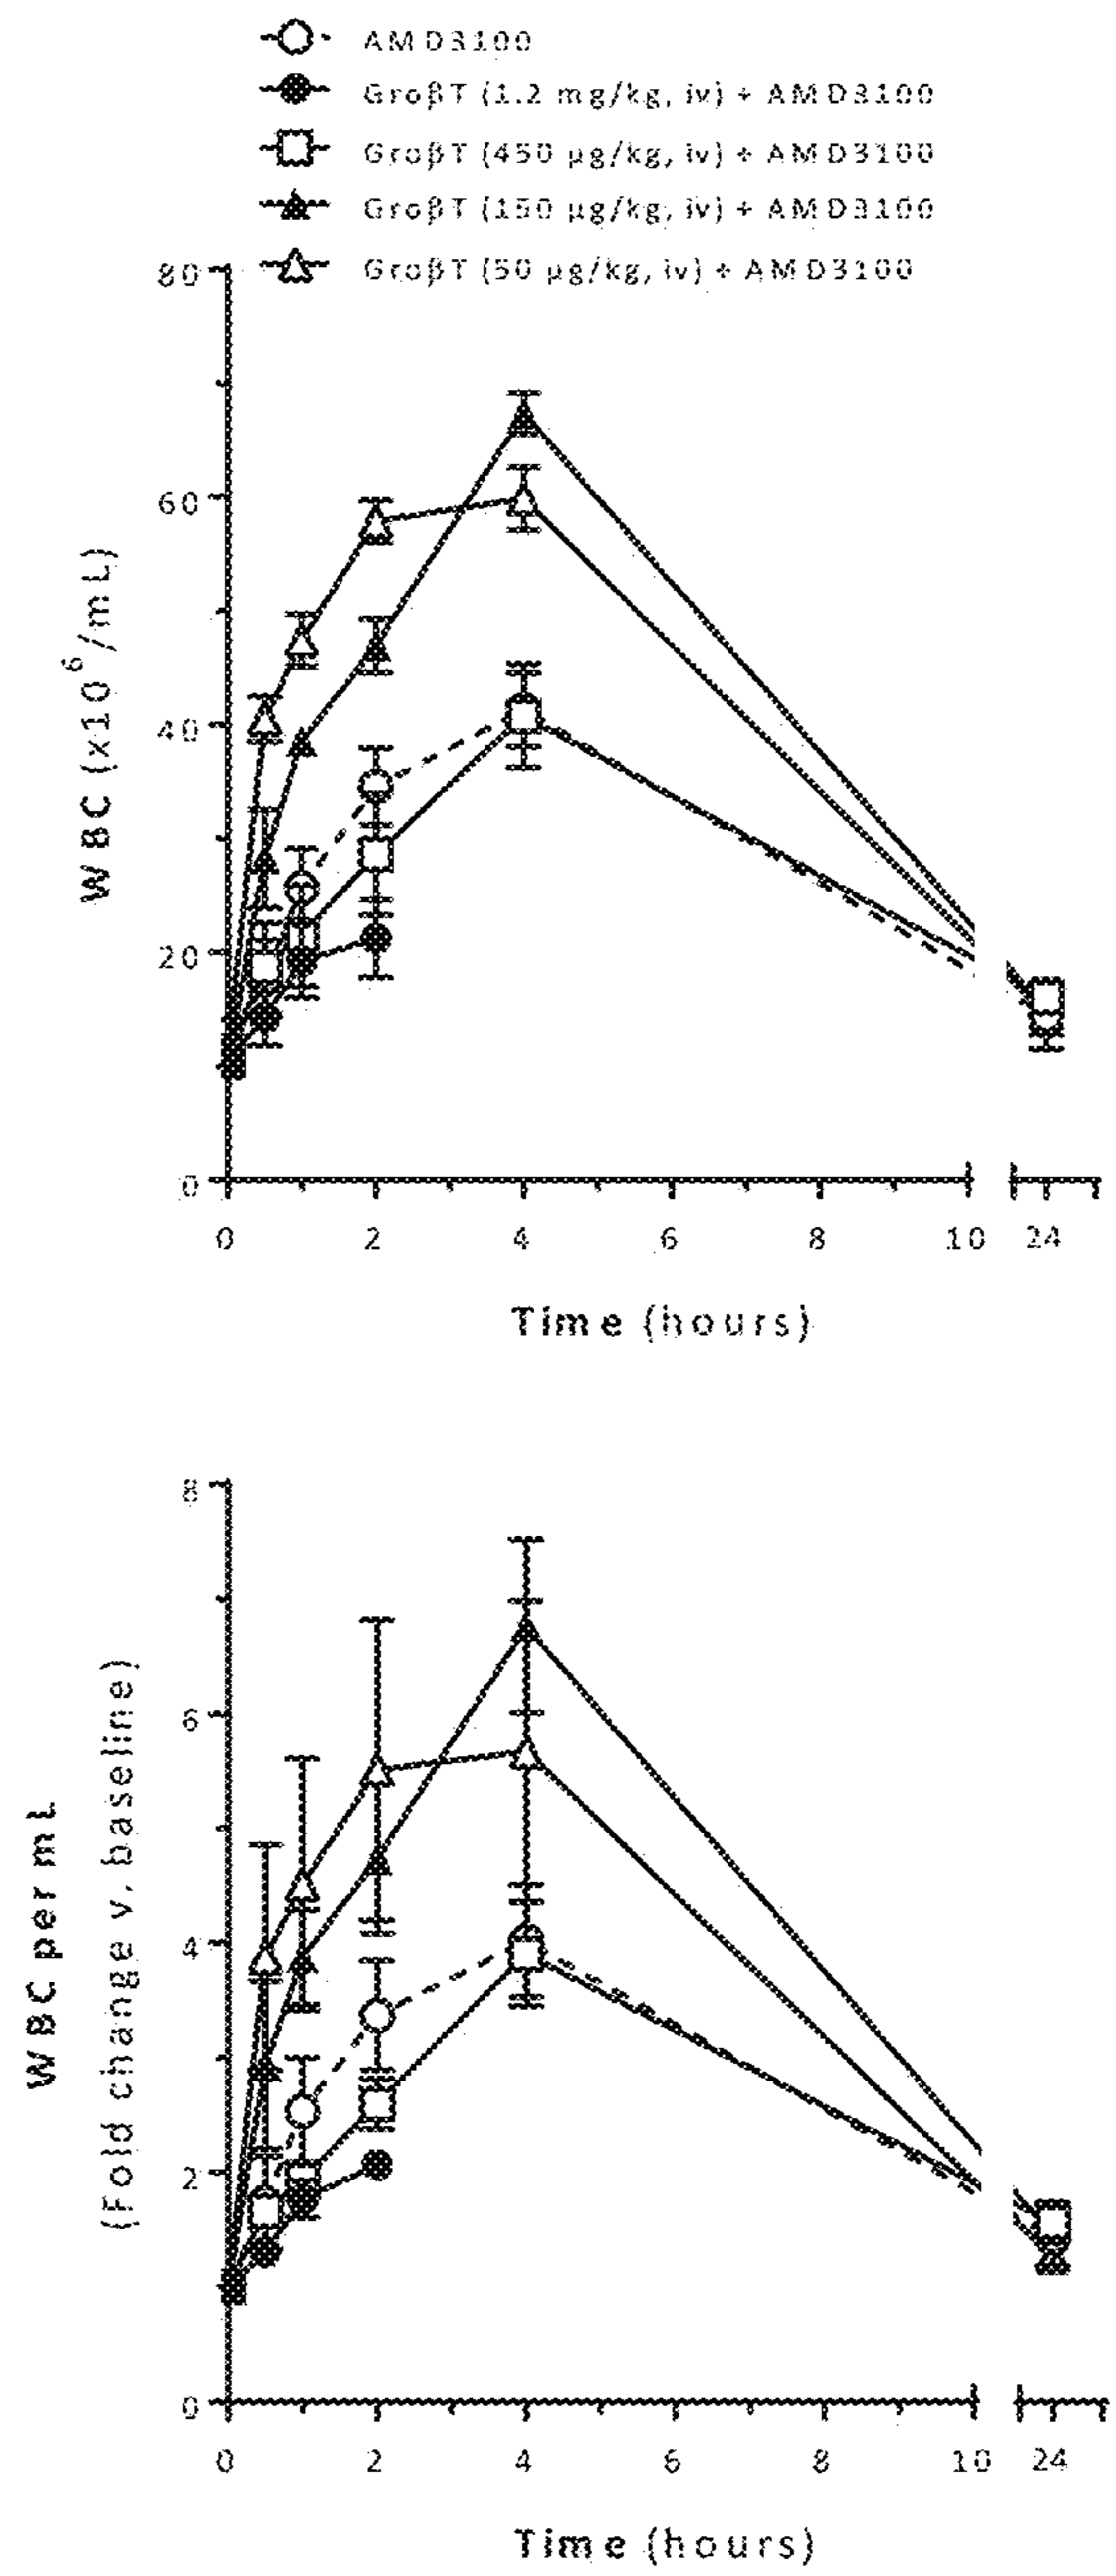 AMD3100
GroβT (1.2 mg/kg, iv) + AMD3100
GroβT (450 μg/kg, iv) + AMD3100
GroβT (150 μg/kg, iv) + AMD3100
GroβT (50 μg/kg, iv) + AMD3100
80
60
40
20
0
WBC (x10⁶/mL)
0 2 4 6 8 10 24
Time (hours)
8
6
4
2
0
WBC per mL
(Fold change v. baseline)
0 2 4 6 8 10 24
Time (hours)